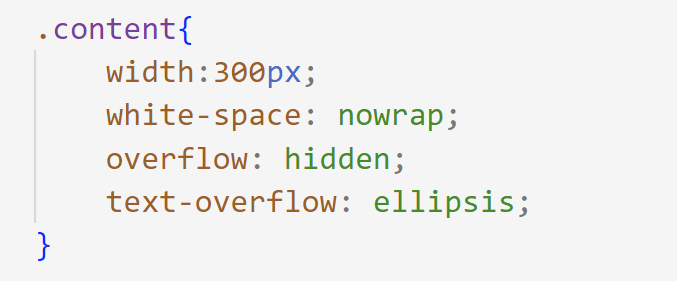 .content{
    width:300px;
    white-space: nowrap;
    overflow: hidden;
    text-overflow: ellipsis;
}